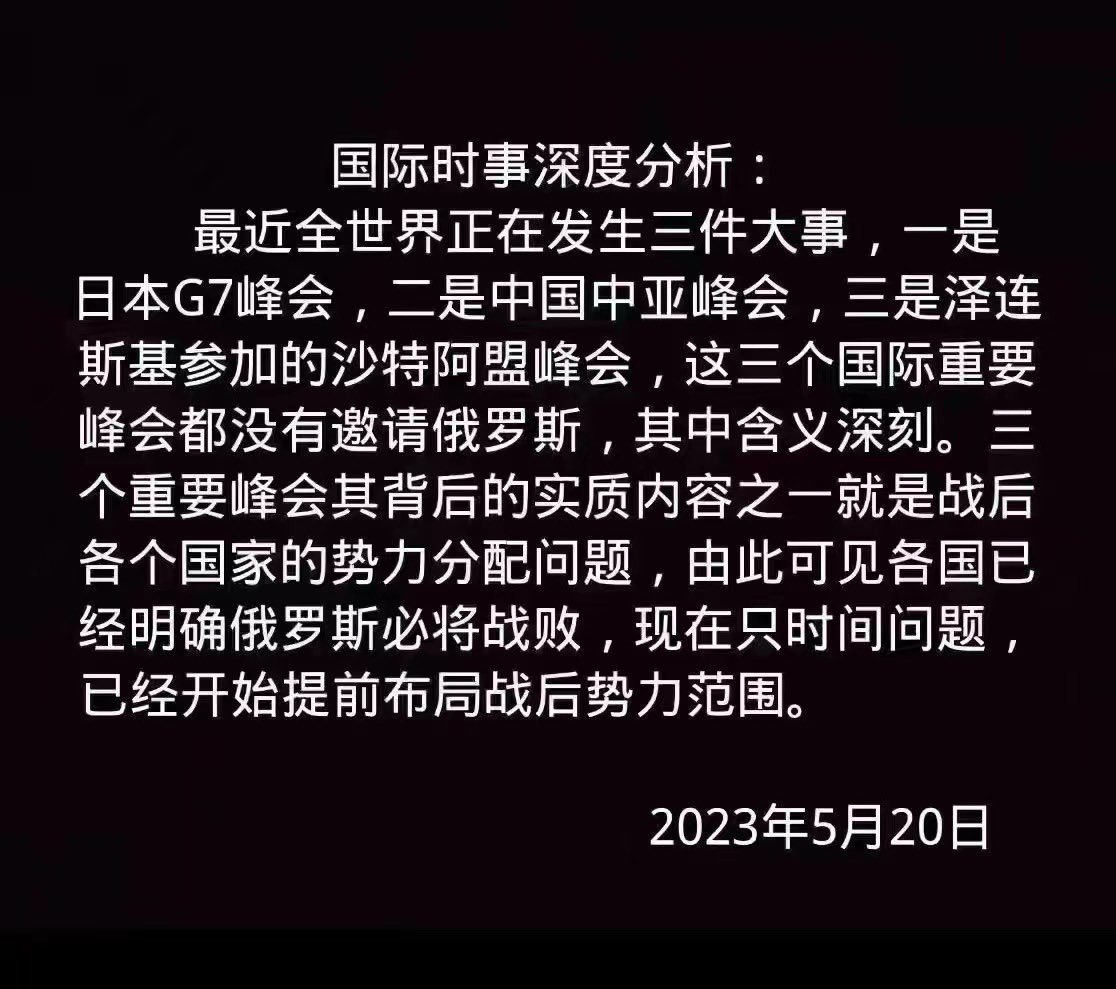 国际时事深度分析：
最近全世界正在发生三件大事，一是
日本G7峰会，二是中国中亚峰会，三是泽连
斯基参加的沙特阿盟峰会，这三个国际重要
峰会都没有邀请俄罗斯，其中含义深刻。三
个重要峰会其背后的实质内容之一就是战后
各个国家的势力分配问题，由此可见各国已
经明确俄罗斯必将战败，现在只时间问题，
已经开始提前布局战后势力范围。
2023年5月20日